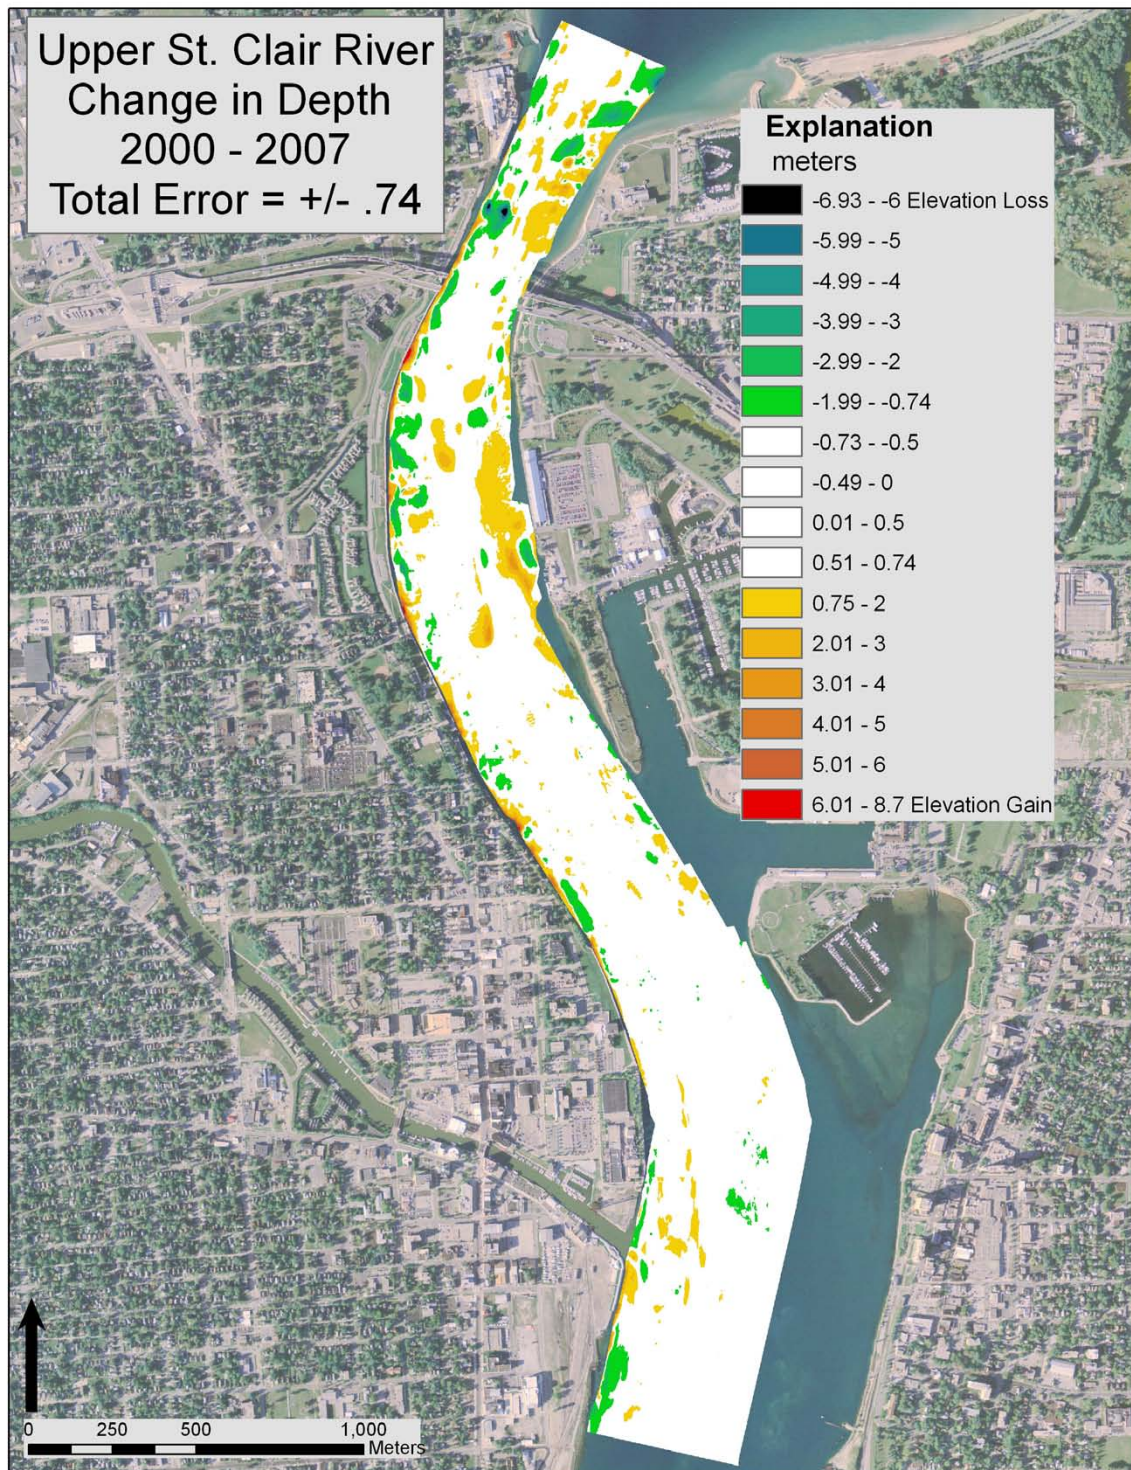 Upper St. Clair River
Change in Depth
2000 - 2007
Total Error = +/- .74
Explanation
meters
-6.93 - -6 Elevation Loss
-5.99 - -5
-4.99 - -4
-3.99 - -3
-2.99 - -2
-1.99 - -0.74
-0.73 - -0.5
-0.49 - 0
0.01 - 0.5
0.51 - 0.74
0.75 - 2
2.01 - 3
3.01 - 4
4.01 - 5
5.01 - 6
6.01 - 8.7 Elevation Gain
0 250 500 1,000
Meters